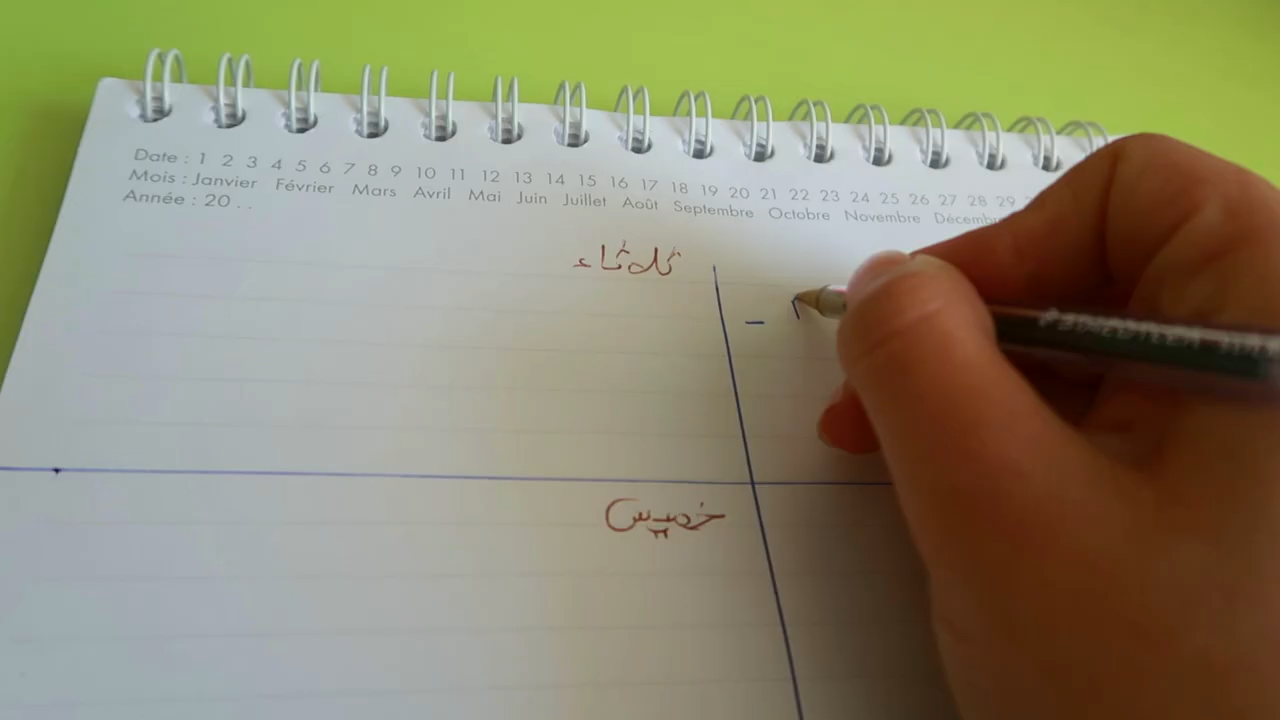 Date : 1 2 3 4 5 6 7 8 9 10 11 12 13 14 15 16 17 18 19 20 21 22 23 24 25 26 27 28 29
Mois : Janvier Février Mars Avril Mai Juin Juillet Août Septembre Octobre Novembre Décembre
Année : 20 . .
ثلاثاء
-
خميس
STAEDTLER